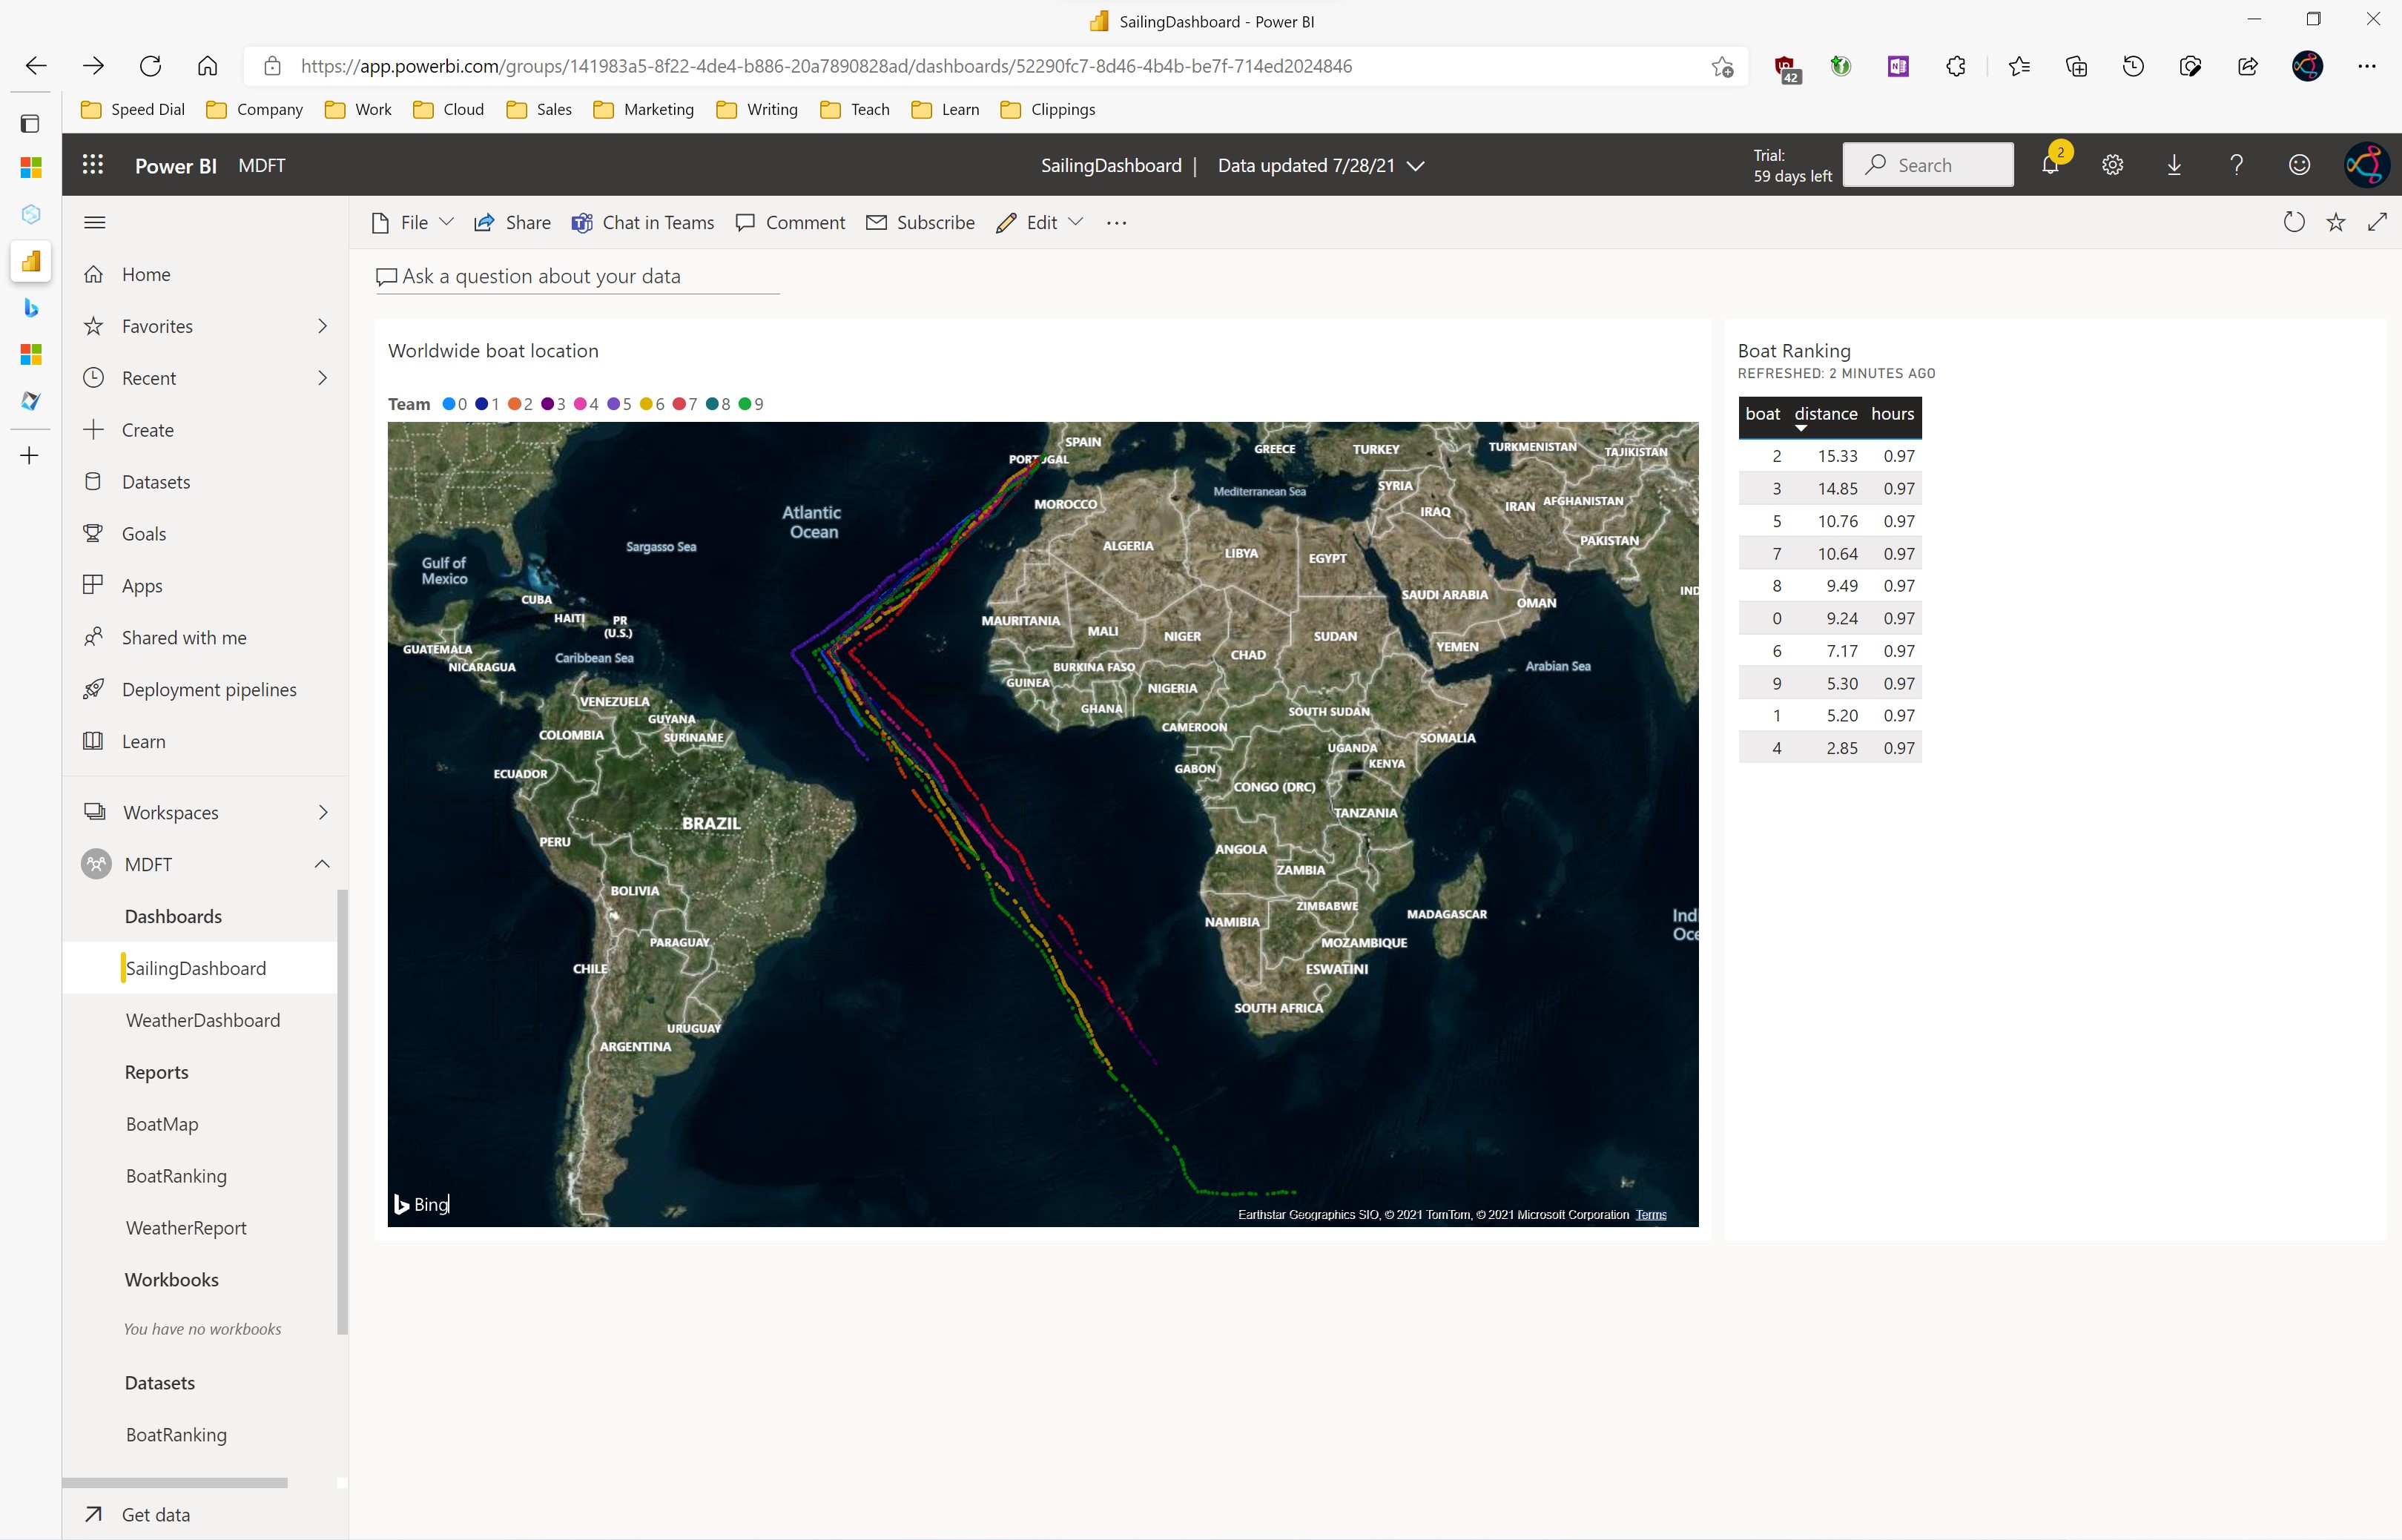 SailingDashboard - Power BI
https://app.powerbi.com/groups/141983a5-8f22-4de4-b886-20a7890828ad/dashboards/52290fc7-8d46-4b4b-be7f-714ed2024846
42
Speed Dial Company Work Cloud Sales Marketing Writing Teach Learn Clippings
Power BI MDFT
SailingDashboard | Data updated 7/28/21
Trial:
59 days left
Search
2
File Share Chat in Teams Comment Subscribe Edit
Home
Favorites
Recent
Create
Datasets
Goals
Apps
Shared with me
Deployment pipelines
Learn
Workspaces
MDFT
Dashboards
SailingDashboard
WeatherDashboard
Reports
BoatMap
BoatRanking
WeatherReport
Workbooks
You have no workbooks
Datasets
BoatRanking
Get data
Ask a question about your data
Worldwide boat location
Team 0 1 2 3 4 5 6 7 8 9
SPAIN
PORTUGAL
GREECE
TURKEY
TURKMENISTAN
TAJIKISTAN
Mediterranean Sea
SYRIA
MOROCCO
IRAQ
IRAN
AFGHANISTAN
Atlantic
Ocean
PAKISTAN
Sargasso Sea
ALGERIA
LIBYA
EGYPT
Gulf of
Mexico
CUBA
SAUDI ARABIA
OMAN
IND
HAITI
PR
(U.S.)
MAURITANIA
MALI
NIGER
SUDAN
YEMEN
GUATEMALA
NICARAGUA
Caribbean Sea
CHAD
BURKINA FASO
Arabian Sea
GUINEA
NIGERIA
VENEZUELA
GHANA
SOUTH SUDAN
GUYANA
CAMEROON
COLOMBIA
SURINAME
SOMALIA
UGANDA
KENYA
ECUADOR
GABON
CONGO (DRC)
TANZANIA
BRAZIL
PERU
ANGOLA
ZAMBIA
BOLIVIA
ZIMBABWE
NAMIBIA
MADAGASCAR
Ind
Oce
PARAGUAY
MOZAMBIQUE
CHILE
ESWATINI
SOUTH AFRICA
URUGUAY
ARGENTINA
Bing
Earthstar Geographics SIO, © 2021 TomTom, © 2021 Microsoft Corporation Terms
Boat Ranking
REFRESHED: 2 MINUTES AGO
boat distance hours
2 15.33 0.97
3 14.85 0.97
5 10.76 0.97
7 10.64 0.97
8 9.49 0.97
0 9.24 0.97
6 7.17 0.97
9 5.30 0.97
1 5.20 0.97
4 2.85 0.97